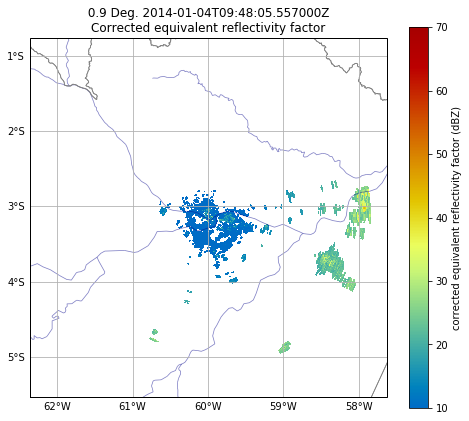 0.9 Deg. 2014-01-04T09:48:05.557000Z
Corrected equivalent reflectivity factor
1°S
2°S
3°S
4°S
5°S
62°W 61°W 60°W 59°W 58°W
70
60
50
40
30
20
10
corrected equivalent reflectivity factor (dBZ)